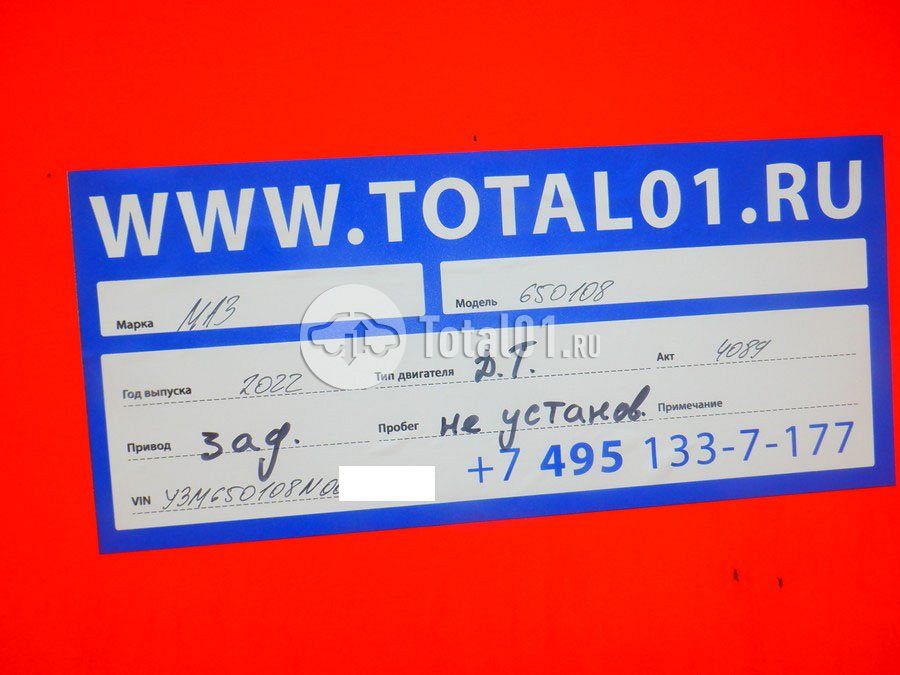 WWW.TOTAL01.RU
Марка МАЗ Модель 650108
Total01.RU
Год выпуска 2022 Тип двигателя Д.Т. Акт 4089
Привод зад. Пробег не установ. Примечание
VIN Y3M650108N00
+7 495 133-7-177